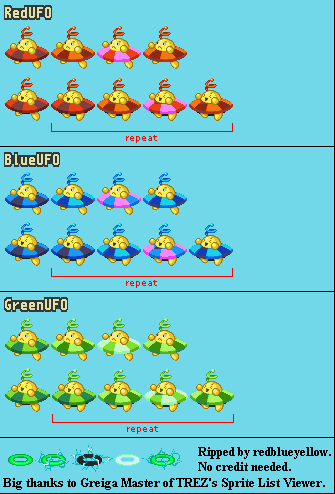 RedUFO
repeat
BlueUFO
repeat
GreenUFO
repeat
Ripped by redblueyellow.
No credit needed.
Big thanks to Greiga Master of TREZ's Sprite List Viewer.